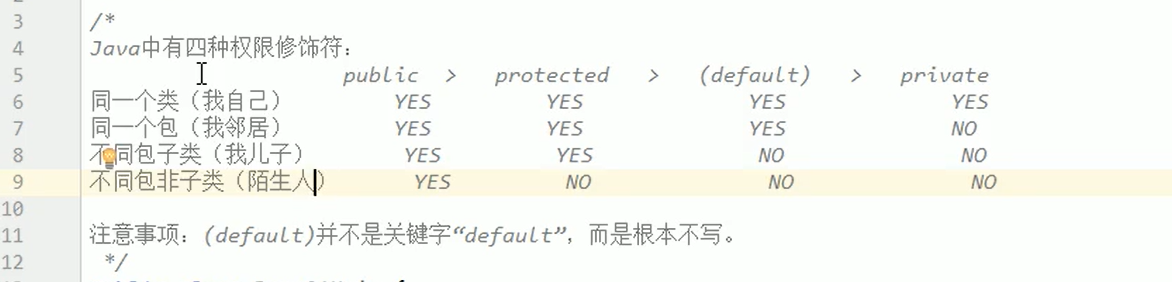 3 /*
4 Java中有四种权限修饰符:
5 public > protected > (default) > private
6 同一个类（我自己） YES YES YES YES
7 同一个包（我邻居） YES YES YES NO
8 不同包子类（我儿子） YES YES NO NO
9 不同包非子类（陌生人） YES NO NO NO
10
11 注意事项：(default)并不是关键字“default”，而是根本不写。
12 */